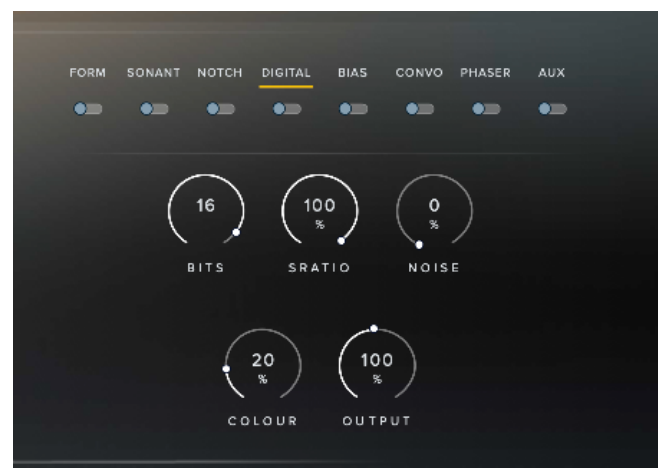 FORM SONANT NOTCH DIGITAL BIAS CONVO PHASER AUX
16 100 0
% %
BITS SRATIO NOISE
20 100
% %
COLOUR OUTPUT